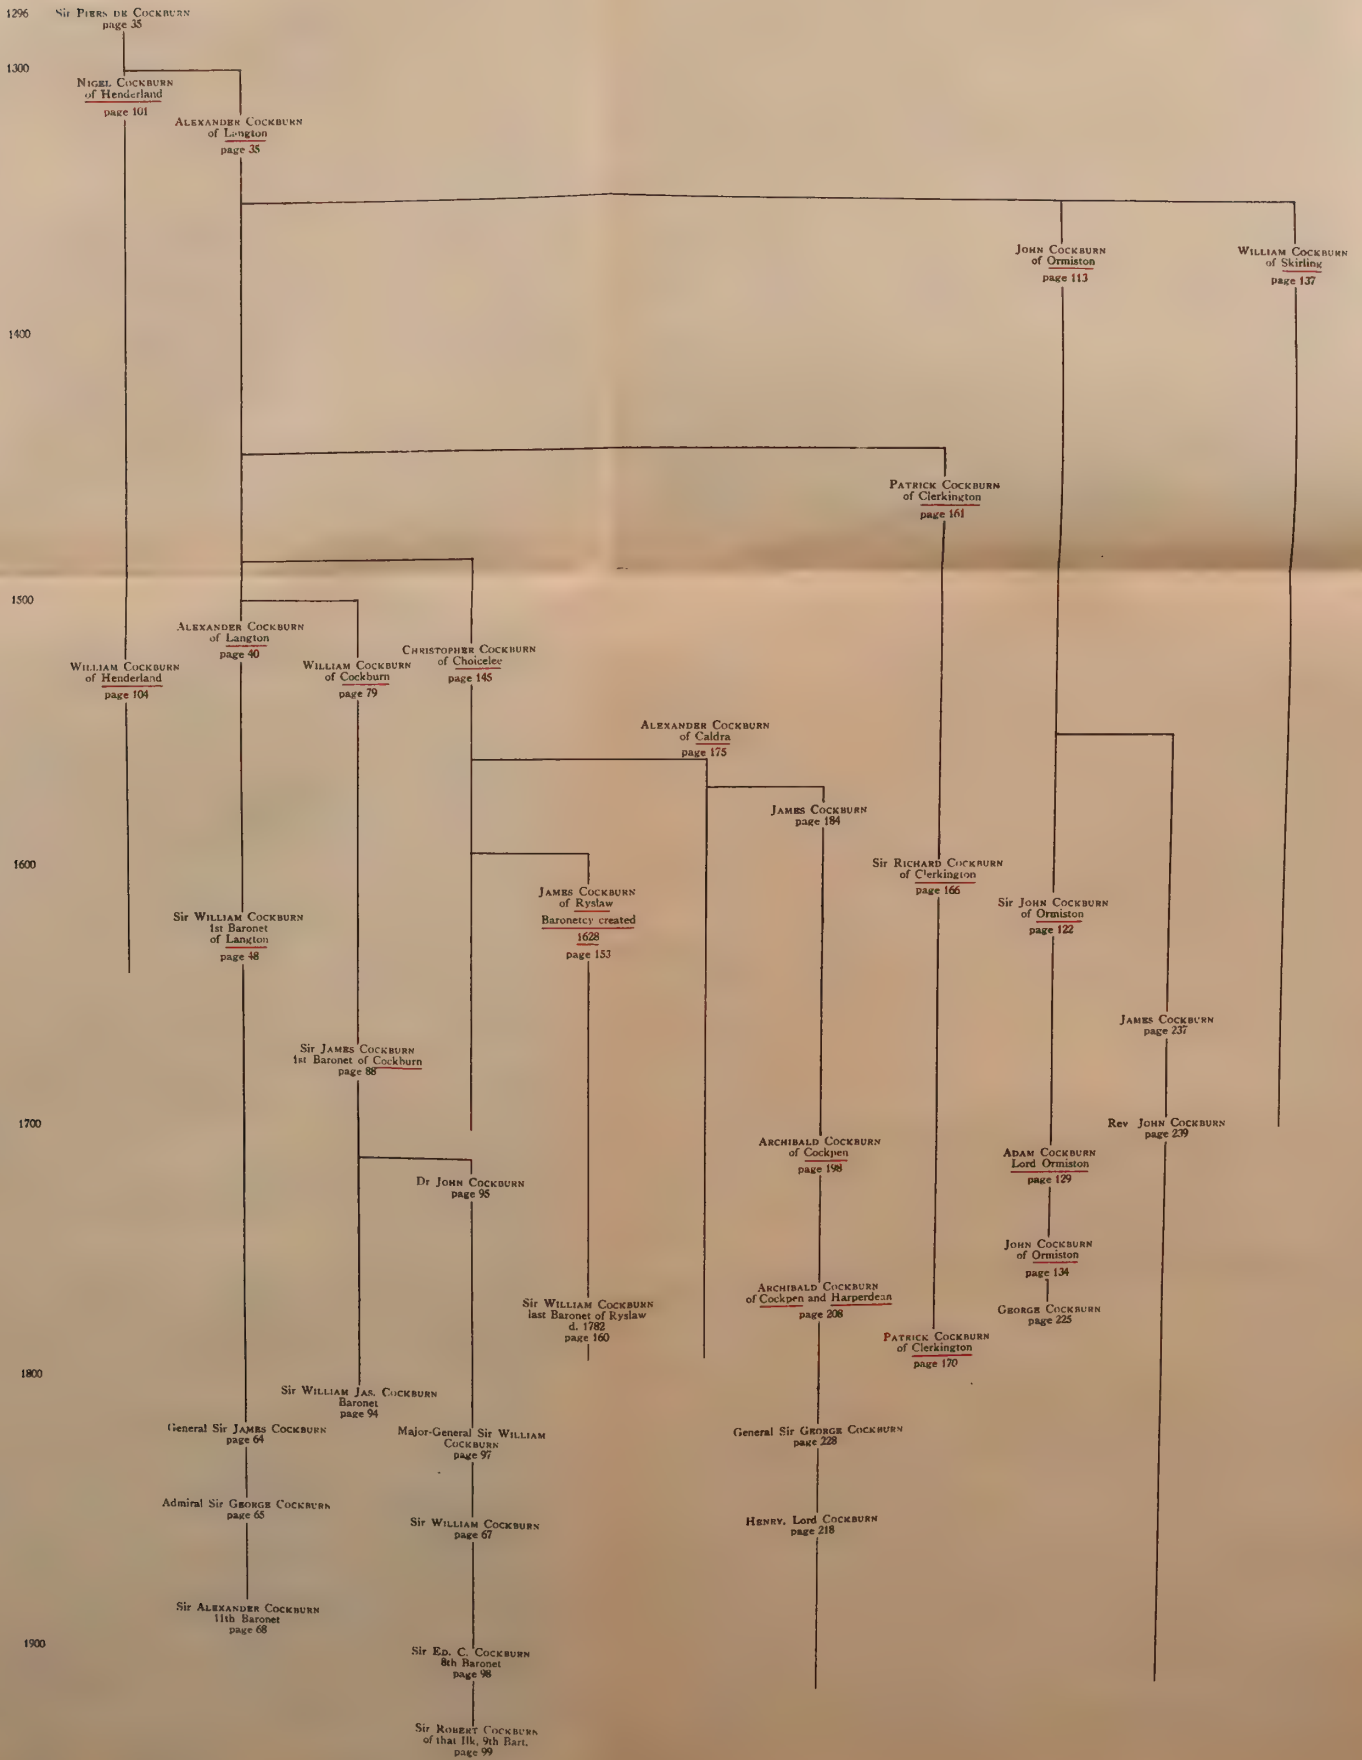 1296
Sir Piers de Cockburn
page 35
1300
Nigel Cockburn
of Henderland
page 101
Alexander Cockburn
of Langton
page 35
John Cockburn
of Ormiston
page 113
William Cockburn
of Skirling
page 137
1400
Patrick Cockburn
of Clerkington
page 161
1500
Alexander Cockburn
of Langton
page 40
William Cockburn
of Henderland
page 104
William Cockburn
of Cockburn
page 79
Christopher Cockburn
of Choicelee
page 145
Alexander Cockburn
of Caldra
page 175
James Cockburn
page 184
1600
Sir Richard Cockburn
of Clerkington
page 166
James Cockburn
of Ryslaw
Baronetcy created
1628
page 153
Sir John Cockburn
of Ormiston
page 122
Sir William Cockburn
1st Baronet
of Langton
page 48
James Cockburn
page 237
Sir James Cockburn
1st Baronet of Cockburn
page 88
1700
Rev John Cockburn
page 239
Archibald Cockburn
of Cockpen
page 198
Adam Cockburn
Lord Ormiston
page 129
Dr John Cockburn
page 95
John Cockburn
of Ormiston
page 134
Archibald Cockburn
of Cockpen and Harperdean
page 208
George Cockburn
page 225
Sir William Cockburn
last Baronet of Ryslaw
d. 1782
page 160
Patrick Cockburn
of Clerkington
page 170
1800
Sir William Jas. Cockburn
Baronet
page 94
General Sir James Cockburn
page 64
Major-General Sir William
Cockburn
page 97
General Sir George Cockburn
page 228
Admiral Sir George Cockburn
page 65
Sir William Cockburn
page 67
Henry, Lord Cockburn
page 218
Sir Alexander Cockburn
11th Baronet
page 68
1900
Sir Ed. C. Cockburn
8th Baronet
page 98
Sir Robert Cockburn
of that Ilk, 9th Bart.
page 99